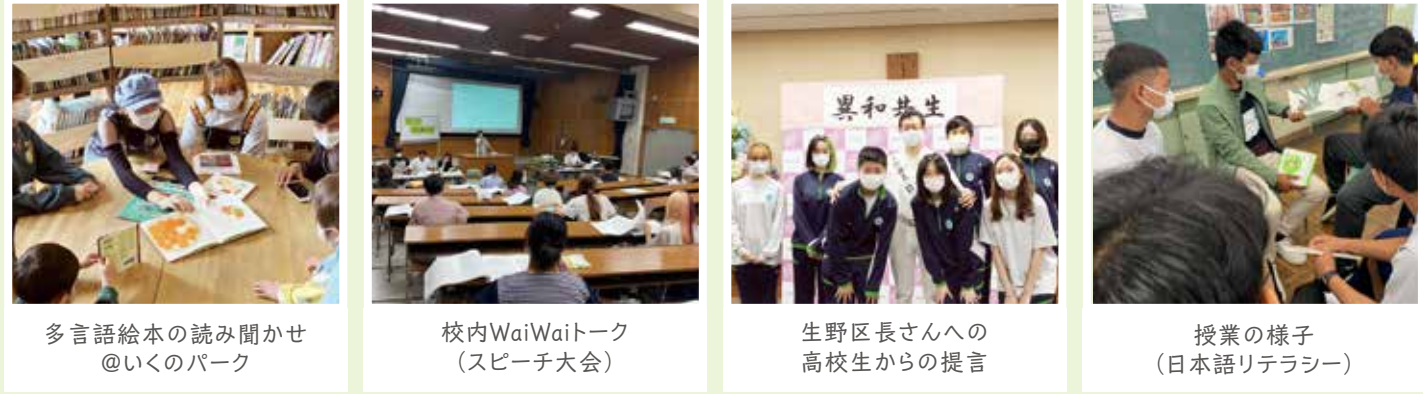 異和共生
多言語絵本の読み聞かせ
@いくのパーク
校内WaiWaiトーク
(スピーチ大会)
生野区長さんへの
高校生からの提言
授業の様子
(日本語リテラシー)